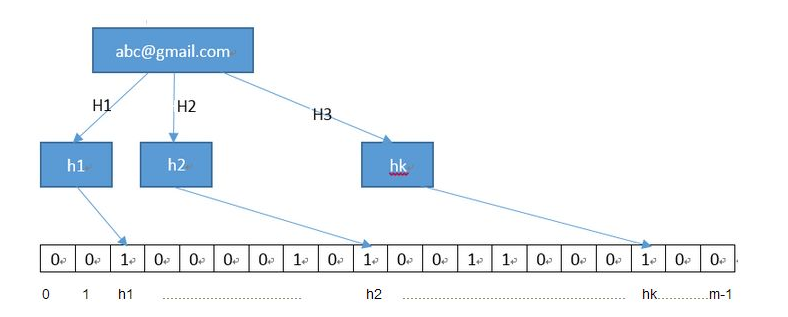 abc@gmail.com
H1 H2 H3
h1 h2 hk
0 0 1 0 0 0 0 1 0 1 0 0 1 1 0 0 0 1 0 0
0 1 h1 ................................ h2 .................................................... hk............m-1